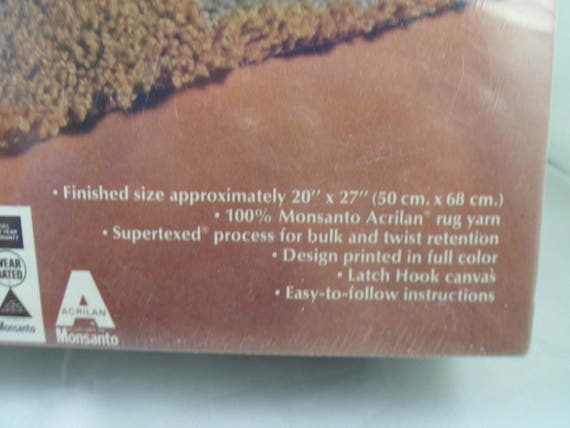 • Finished size approximately 20" x 27" (50 cm. x 68 cm.)
• 100% Monsanto Acrilan® rug yarn
• Supertexed® process for bulk and twist retention
• Design printed in full color
• Latch Hook canvas
• Easy-to-follow instructions
YEAR
WEAR
Monsanto
A
ACRILAN
Monsanto